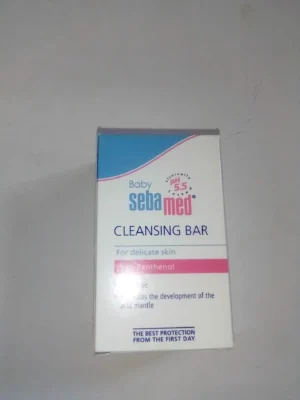 Baby
pH
5.5
sebamed
CLEANSING BAR
For delicate skin
Panthenol
the development of the
mantle
THE BEST PROTECTION
FROM THE FIRST DAY